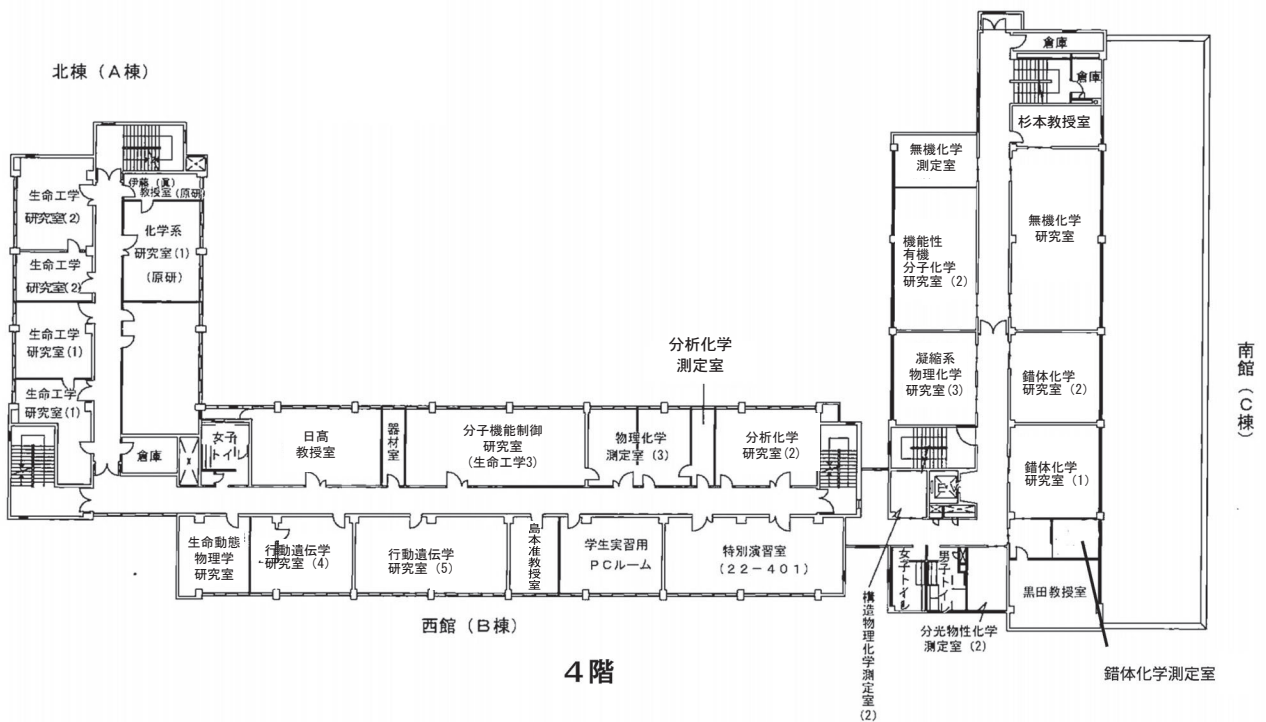 北棟（A棟）
生命工学
研究室(2)
生命工学
研究室(2)
生命工学
研究室(1)
生命工学
研究室(1)
伊藤（眞）
教授室（原研）
化学系
研究室(1)
（原研）
倉庫
女子
トイレ
日高
教授室
器材室
分子機能制御
研究室
(生命工学3)
物理化学
測定室(3)
分析化学
測定室
分析化学
研究室(2)
生命動態
物理学
研究室
行動遺伝学
研究室(4)
行動遺伝学
研究室(5)
島本准教授室
学生実習用
PCルーム
特別演習室
(22-401)
西館（B棟）
4階
倉庫
倉庫
杉本教授室
無機化学
測定室
無機化学
研究室
機能性
有機
分子化学
研究室(2)
凝縮系
物理化学
研究室(3)
錯体化学
研究室(2)
錯体化学
研究室(1)
女子トイレ
男子トイレ
黒田教授室
構造物理化学測定室(2)
分光物性化学
測定室(2)
錯体化学測定室
南館（C棟）